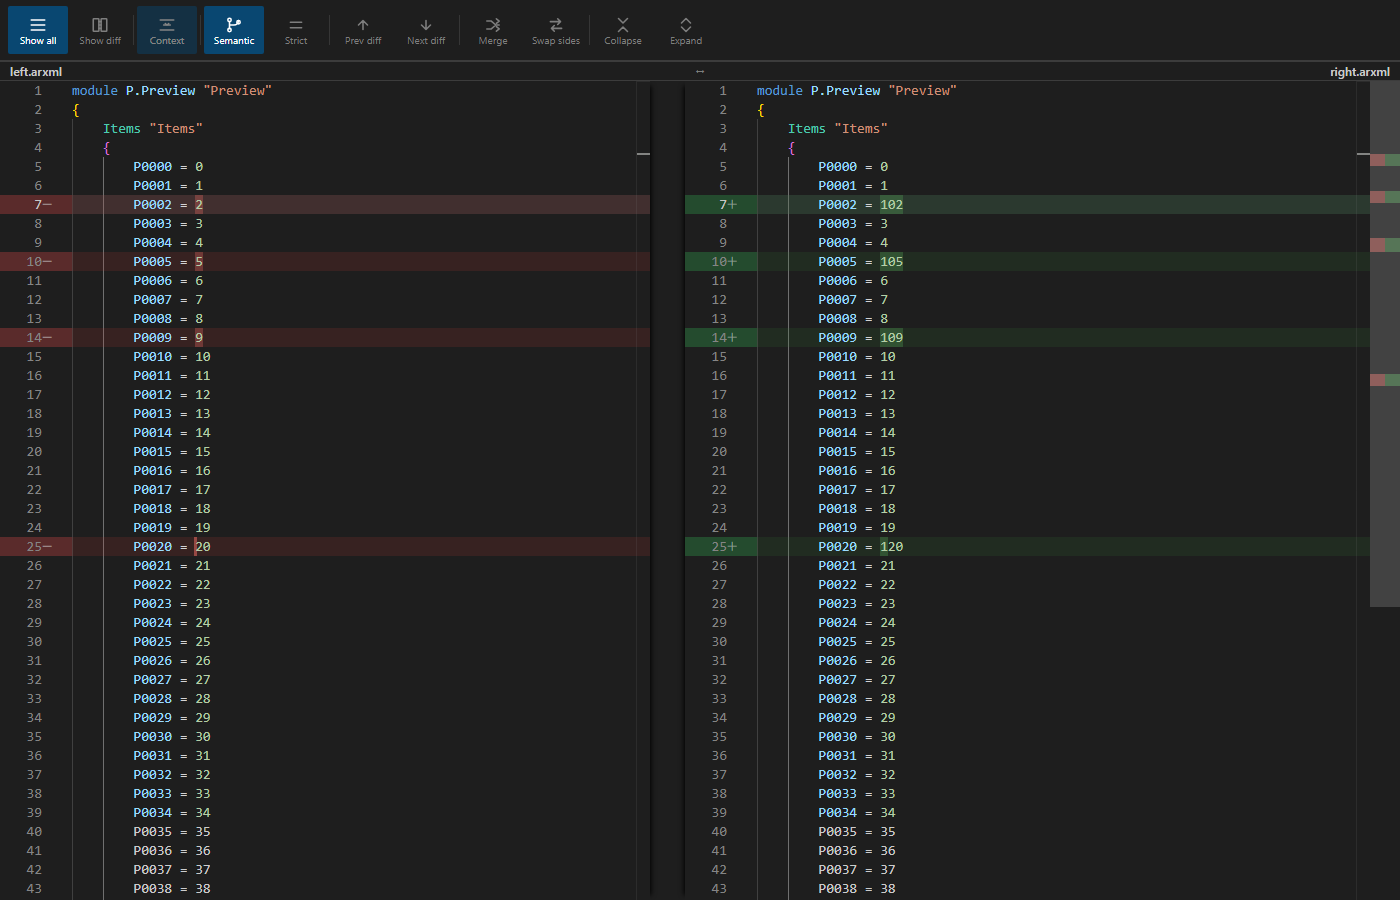 Show all Show diff Context Semantic Strict Prev diff Next diff Merge Swap sides Collapse Expand
left.arxml ↔ right.arxml
1 module P.Preview "Preview" 1 module P.Preview "Preview"
2 { 2 {
3 Items "Items" 3 Items "Items"
4 { 4 {
5 P0000 = 0 5 P0000 = 0
6 P0001 = 1 6 P0001 = 1
7− P0002 = 2 7+ P0002 = 102
8 P0003 = 3 8 P0003 = 3
9 P0004 = 4 9 P0004 = 4
10− P0005 = 5 10+ P0005 = 105
11 P0006 = 6 11 P0006 = 6
12 P0007 = 7 12 P0007 = 7
13 P0008 = 8 13 P0008 = 8
14− P0009 = 9 14+ P0009 = 109
15 P0010 = 10 15 P0010 = 10
16 P0011 = 11 16 P0011 = 11
17 P0012 = 12 17 P0012 = 12
18 P0013 = 13 18 P0013 = 13
19 P0014 = 14 19 P0014 = 14
20 P0015 = 15 20 P0015 = 15
21 P0016 = 16 21 P0016 = 16
22 P0017 = 17 22 P0017 = 17
23 P0018 = 18 23 P0018 = 18
24 P0019 = 19 24 P0019 = 19
25− P0020 = 20 25+ P0020 = 120
26 P0021 = 21 26 P0021 = 21
27 P0022 = 22 27 P0022 = 22
28 P0023 = 23 28 P0023 = 23
29 P0024 = 24 29 P0024 = 24
30 P0025 = 25 30 P0025 = 25
31 P0026 = 26 31 P0026 = 26
32 P0027 = 27 32 P0027 = 27
33 P0028 = 28 33 P0028 = 28
34 P0029 = 29 34 P0029 = 29
35 P0030 = 30 35 P0030 = 30
36 P0031 = 31 36 P0031 = 31
37 P0032 = 32 37 P0032 = 32
38 P0033 = 33 38 P0033 = 33
39 P0034 = 34 39 P0034 = 34
40 P0035 = 35 40 P0035 = 35
41 P0036 = 36 41 P0036 = 36
42 P0037 = 37 42 P0037 = 37
43 P0038 = 38 43 P0038 = 38